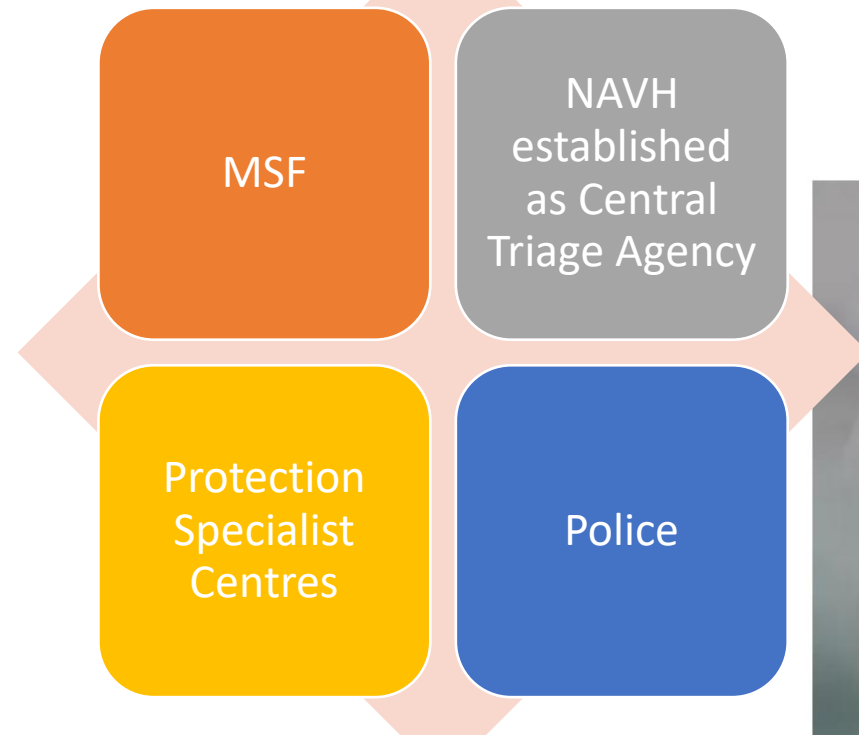 MSF
NAVH
established
as Central
Triage Agency
Protection
Specialist
Centres
Police